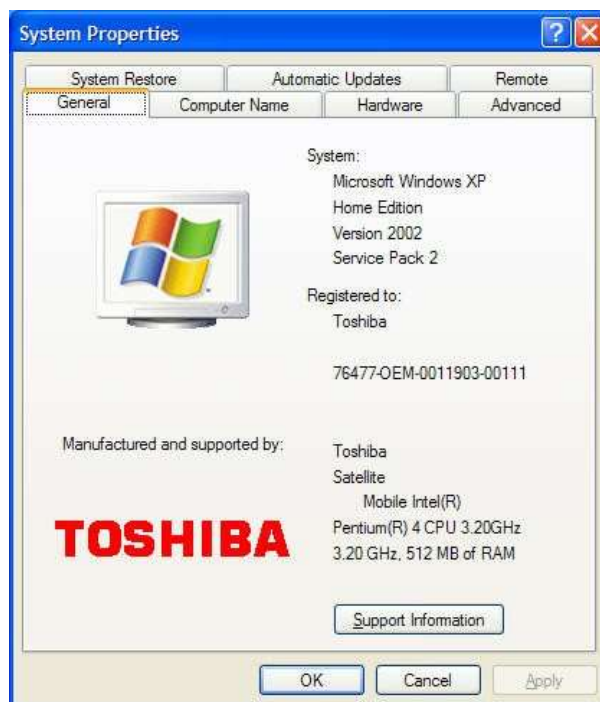 System Properties
System Restore
Automatic Updates
Remote
General
Computer Name
Hardware
Advanced
System:
Microsoft Windows XP
Home Edition
Version 2002
Service Pack 2
Registered to:
Toshiba
76477-OEM-0011903-00111
Manufactured and supported by:
TOSHIBA
Toshiba
Satellite
Mobile Intel(R)
Pentium(R) 4 CPU 3.20GHz
3.20 GHz, 512 MB of RAM
Support Information
OK
Cancel
Apply